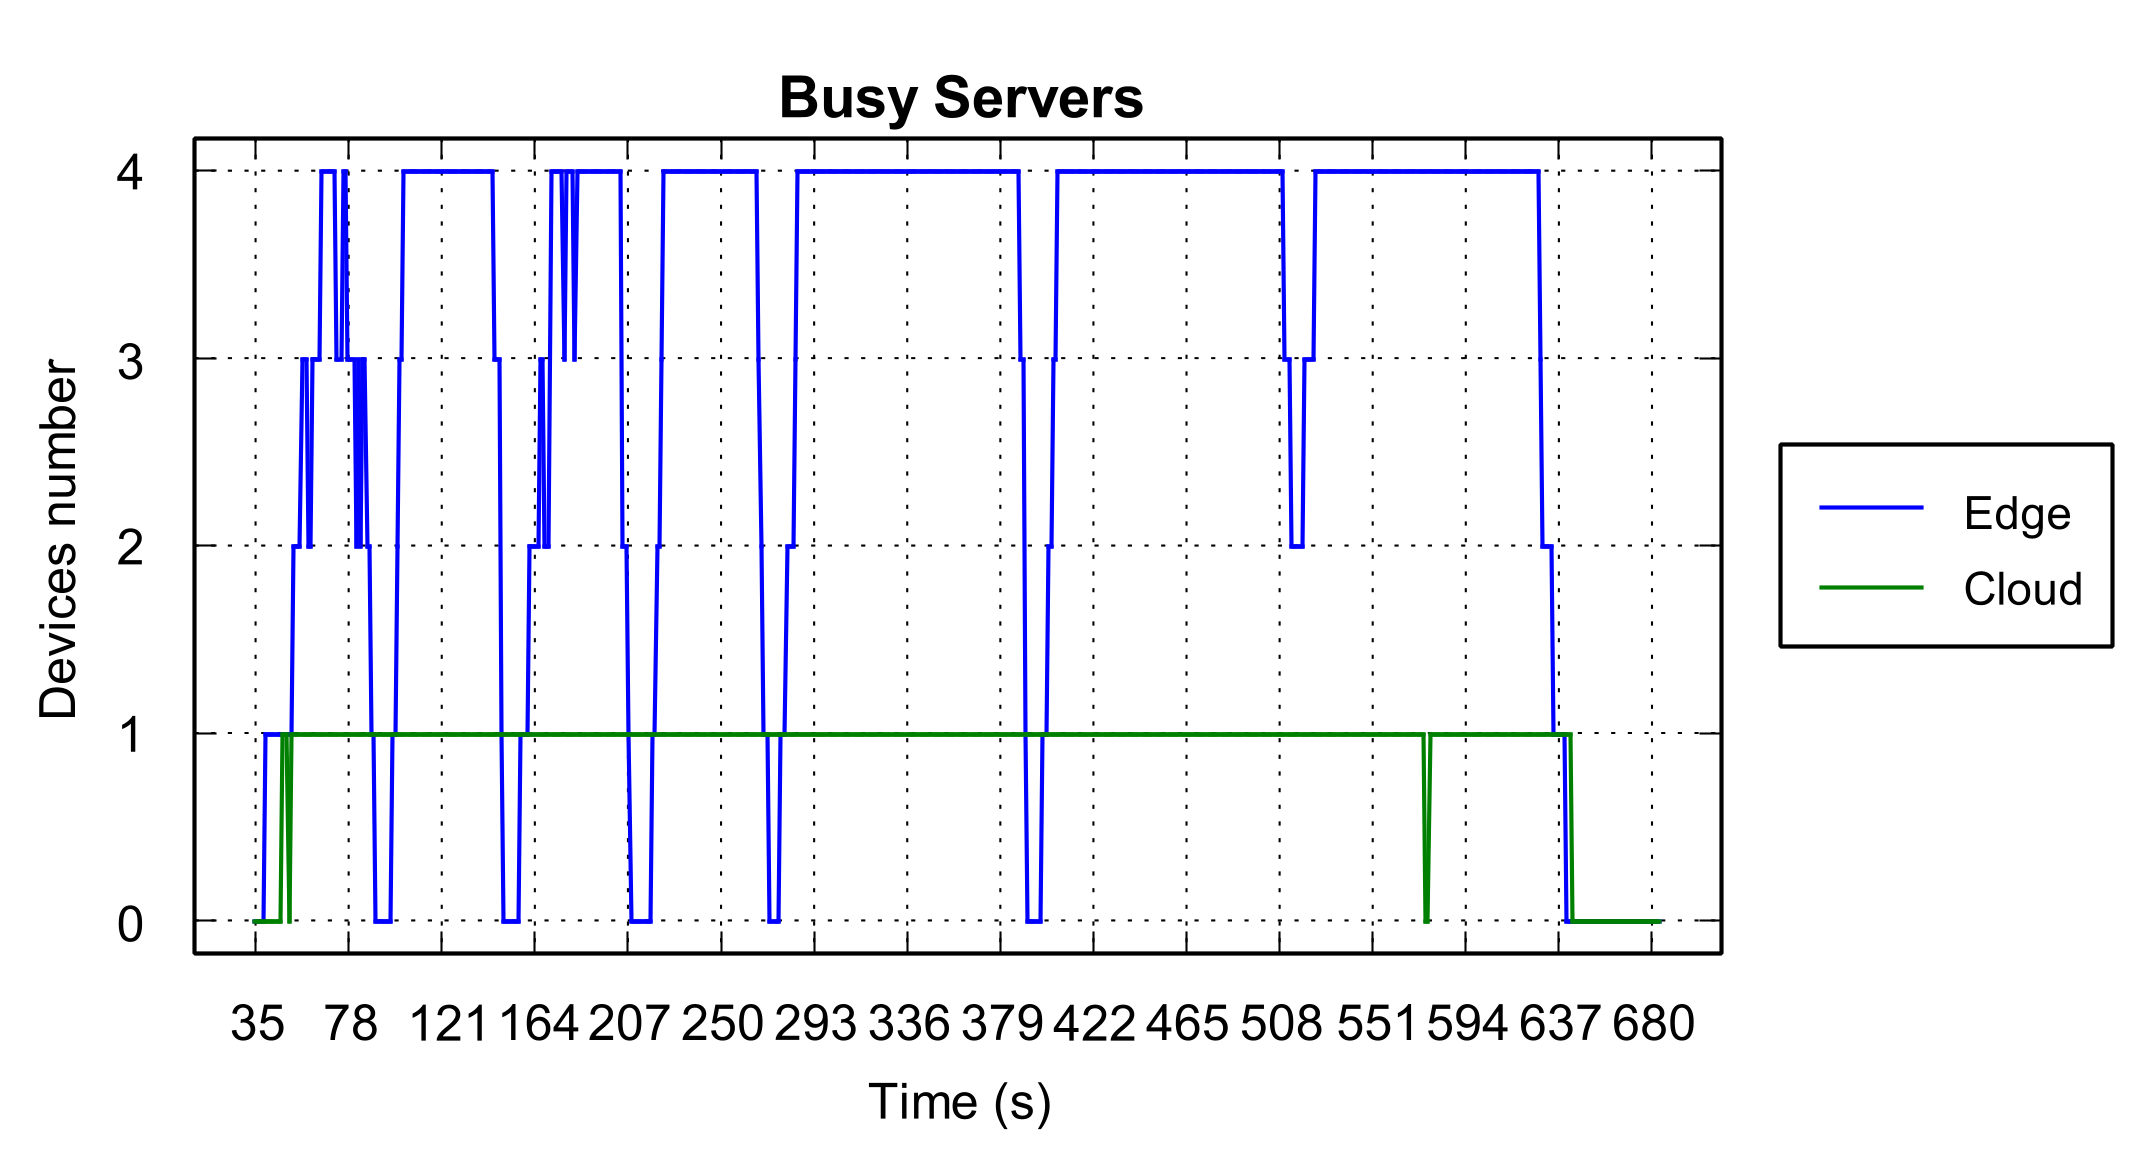 Busy Servers
4
3
2
1
0
Devices number
35 78 121 164 207 250 293 336 379 422 465 508 551 594 637 680
Time (s)
Edge
Cloud